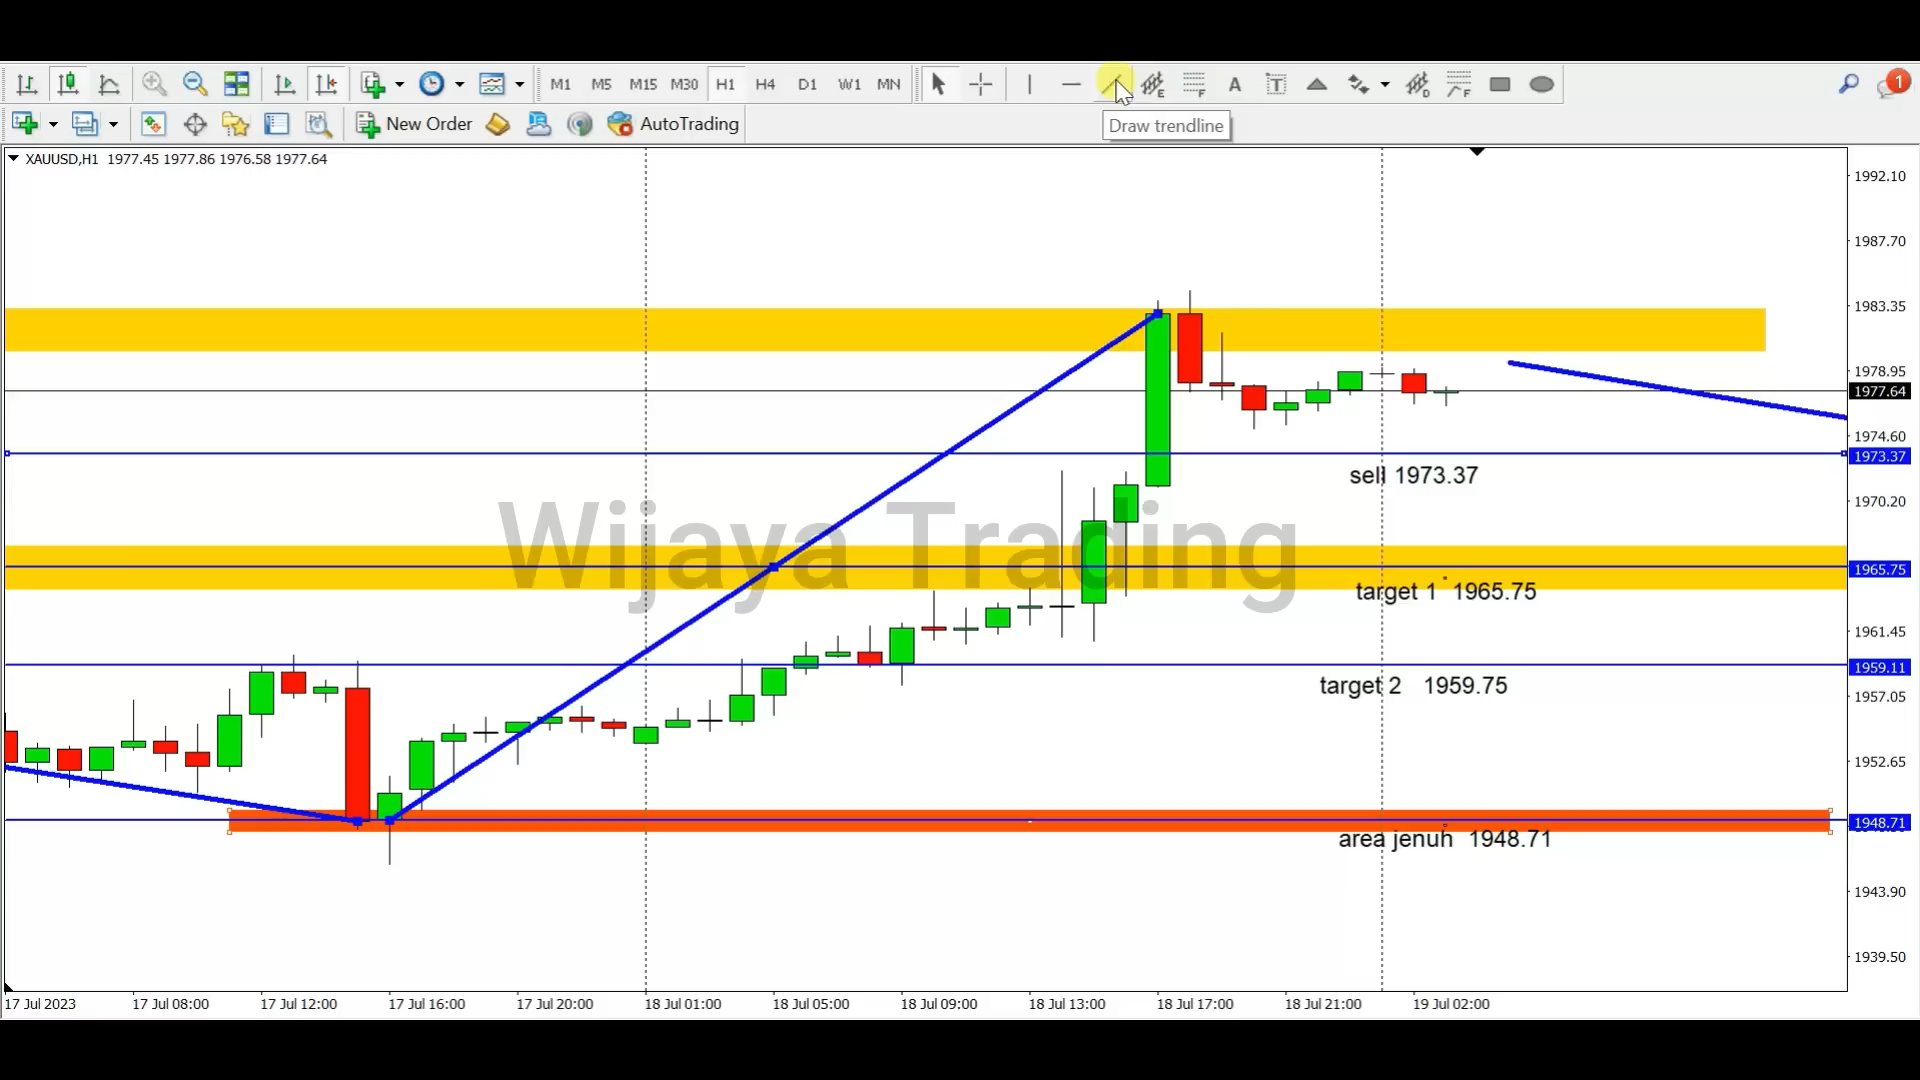 M1 M5 M15 M30 H1 H4 D1 W1 MN E F A T D F 1
New Order AutoTrading Draw trendline
XAUUSD,H1 1977.45 1977.86 1976.58 1977.64
1992.10
1987.70
1983.35
1978.95
1977.64
1974.60
1973.37
sell 1973.37
1970.20
Wijaya Trading
1965.75
target 1 1965.75
1961.45
1959.11
target 2 1959.75
1957.05
1952.65
1948.71
area jenuh 1948.71
1943.90
1939.50
17 Jul 2023 17 Jul 08:00 17 Jul 12:00 17 Jul 16:00 17 Jul 20:00 18 Jul 01:00 18 Jul 05:00 18 Jul 09:00 18 Jul 13:00 18 Jul 17:00 18 Jul 21:00 19 Jul 02:00